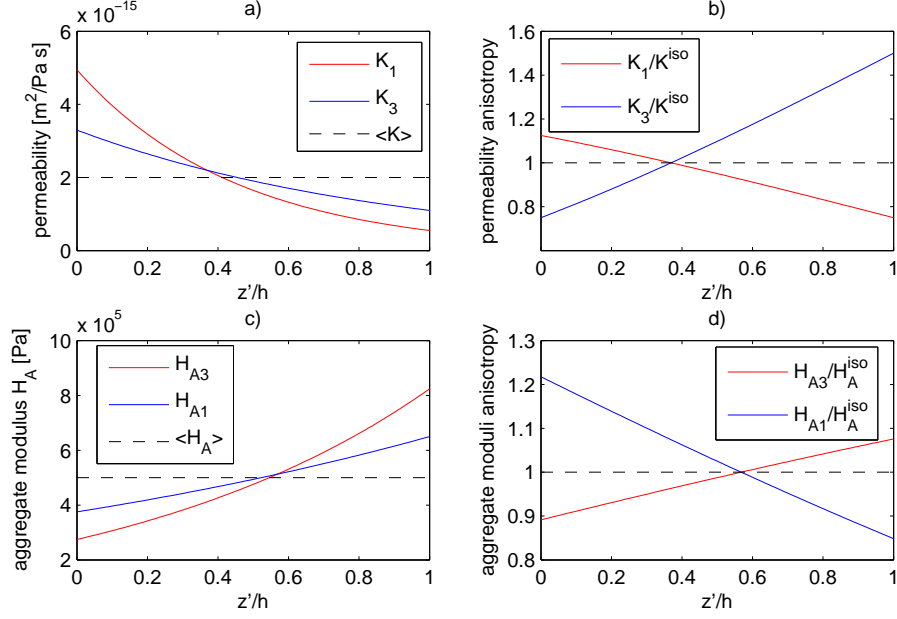 a)
x 10^−15
permeability [m^2/Pa s]
6
4
2
0
K_1
K_3
<K>
0 0.2 0.4 0.6 0.8 1
z'/h
b)
permeability anisotropy
1.6
1.4
1.2
1
0.8
K_1/K^iso
K_3/K^iso
0 0.2 0.4 0.6 0.8 1
z'/h
c)
x 10^5
aggregate modulus H_A [Pa]
10
8
6
4
2
H_A3
H_A1
<H_A>
0 0.2 0.4 0.6 0.8 1
z'/h
d)
aggregate moduli anisotropy
1.3
1.2
1.1
1
0.9
0.8
H_A3/H_A^iso
H_A1/H_A^iso
0 0.2 0.4 0.6 0.8 1
z'/h